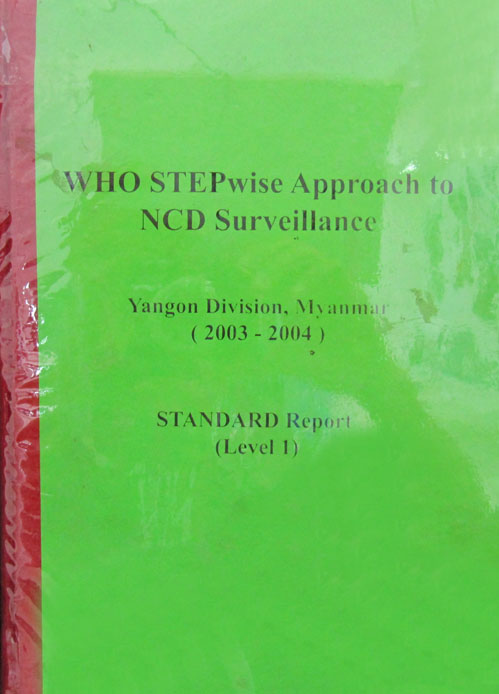 WHO STEPwise Approach to
NCD Surveillance
Yangon Division, Myanmar
( 2003 - 2004 )
STANDARD Report
(Level 1)